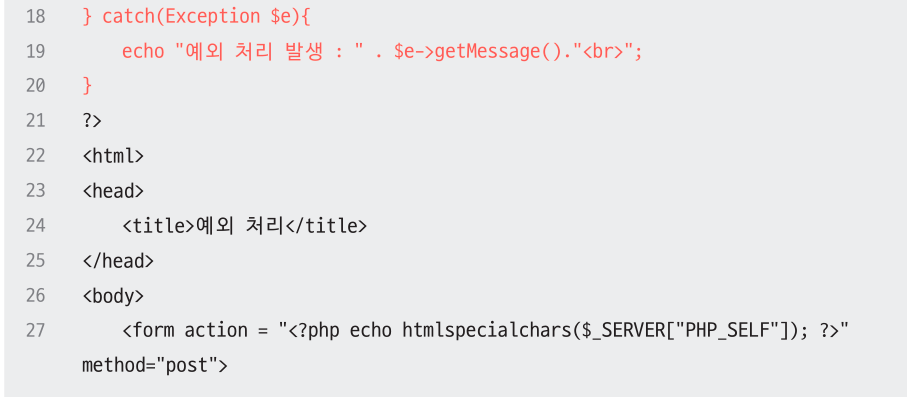 18 } catch(Exception $e){
19 echo "예외 처리 발생 : " . $e->getMessage()."<br>";
20 }
21 ?>
22 <html>
23 <head>
24 <title>예외 처리</title>
25 </head>
26 <body>
27 <form action = "<?php echo htmlspecialchars($_SERVER["PHP_SELF"]); ?>"
method="post">